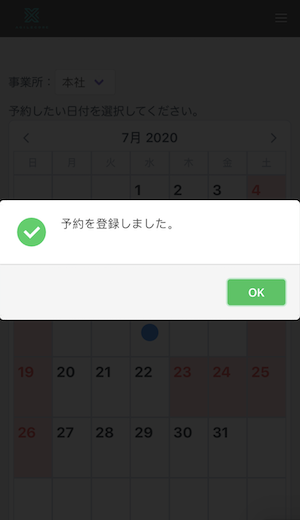 事業所： 本社
予約したい日付を選択してください。
7月 2020
日 月 火 水 木 金 土
1 2 3 4
予約を登録しました。
OK
19 20 21 22 23 24 25
26 27 28 29 30 31